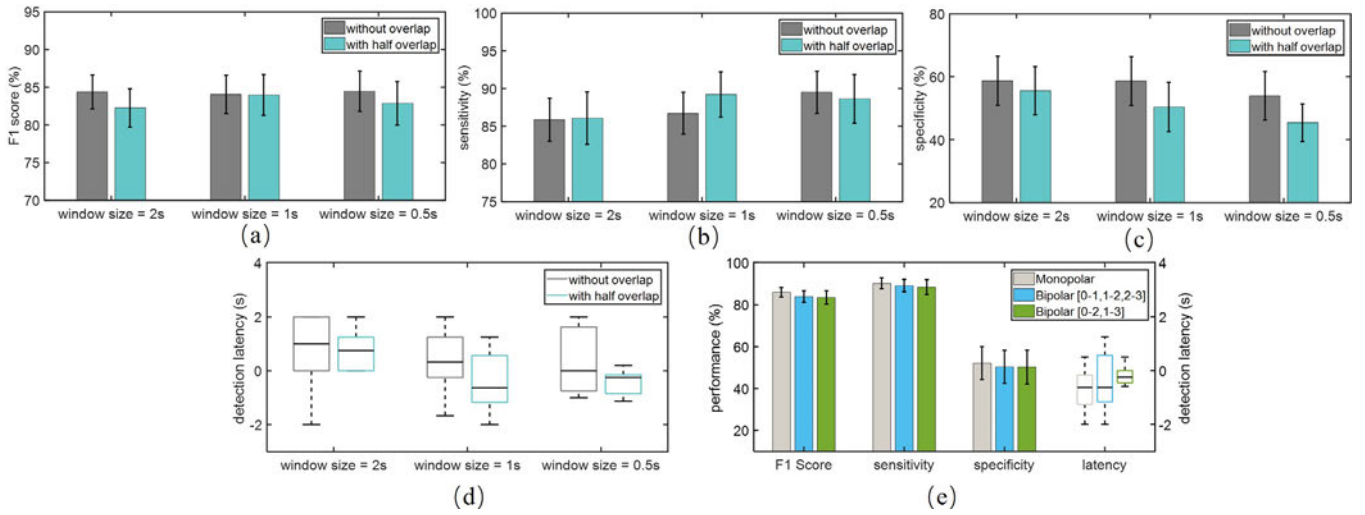 95
90
85
80
75
70
F1 score (%)
without overlap
with half overlap
window size = 2s
window size = 1s
window size = 0.5s
(a)
100
95
90
85
80
75
sensitivity (%)
without overlap
with half overlap
window size = 2s
window size = 1s
window size = 0.5s
(b)
80
60
40
20
specificity (%)
without overlap
with half overlap
window size = 2s
window size = 1s
window size = 0.5s
(c)
4
2
0
-2
detection latency (s)
without overlap
with half overlap
window size = 2s
window size = 1s
window size = 0.5s
(d)
100
80
60
40
20
performance (%)
Monopolar
Bipolar [0-1,1-2,2-3]
Bipolar [0-2,1-3]
4
2
0
-2
detection latency (s)
F1 Score
sensitivity
specificity
latency
(e)